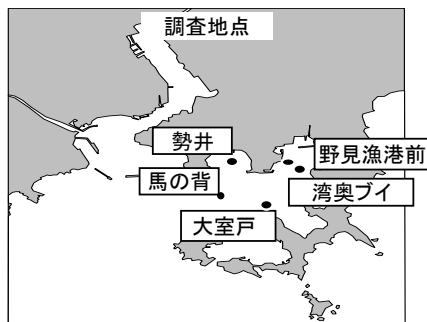 調査地点
勢井
野見漁港前
馬の背
湾奥ブイ
大室戸